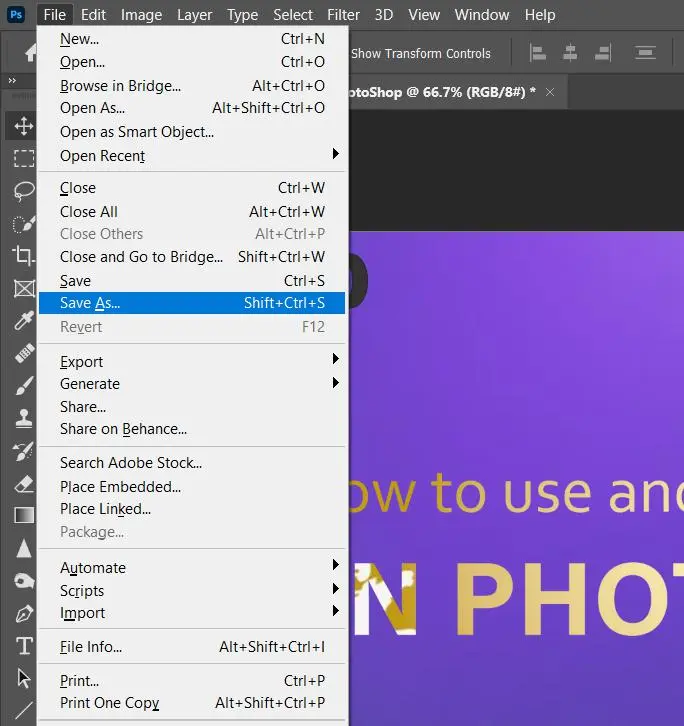 Ps File Edit Image Layer Type Select Filter 3D View Window Help
Show Transform Controls
otoShop @ 66.7% (RGB/8#) *
New... Ctrl+N
Open... Ctrl+O
Browse in Bridge... Alt+Ctrl+O
Open As... Alt+Shift+Ctrl+O
Open as Smart Object...
Open Recent
Close Ctrl+W
Close All Alt+Ctrl+W
Close Others Alt+Ctrl+P
Close and Go to Bridge... Shift+Ctrl+W
Save Ctrl+S
Save As... Shift+Ctrl+S
Revert F12
Export
Generate
Share...
Share on Behance...
Search Adobe Stock...
Place Embedded...
Place Linked...
Package...
Automate
Scripts
Import
File Info... Alt+Shift+Ctrl+I
Print... Ctrl+P
Print One Copy Alt+Shift+Ctrl+P
ow to use and
N PHOT